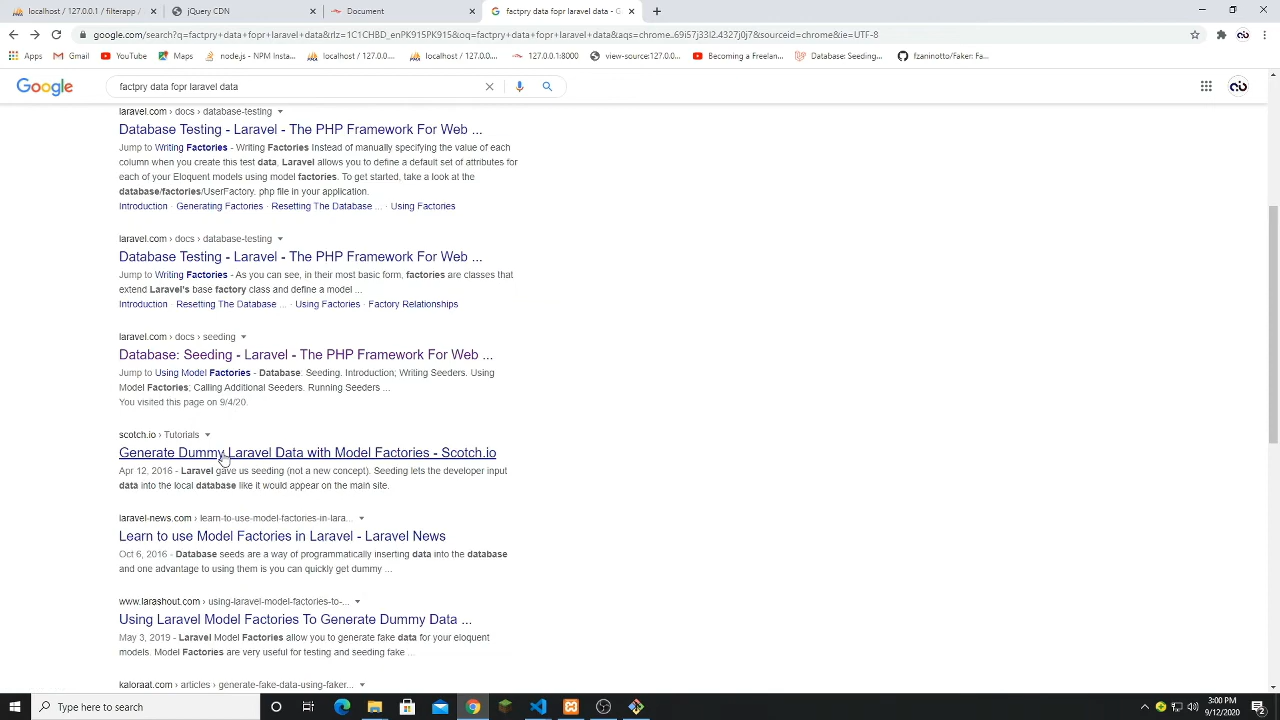 localhost / 127.0.0.1 / filterapp /
jQuery CDN
Document
factpry data fopr laravel data - G
google.com/search?q=factpry+data+fopr+laravel+data&rlz=1C1CHBD_enPK915PK915&oq=factpry+data+fopr+laravel+data&aqs=chrome..69i57j33l2.4327j0j7&sourceid=chrome&ie=UTF-8
Apps
Gmail
YouTube
Maps
node.js - NPM Insta...
localhost / 127.0.0...
localhost / 127.0.0...
127.0.0.1:8000
view-source:127.0.0...
Becoming a Freelan...
Database: Seeding...
fzaninotto/Faker: Fa...
Google
factpry data fopr laravel data
laravel.com › docs › database-testing
Database Testing - Laravel - The PHP Framework For Web ...
Jump to Writing Factories - Writing Factories Instead of manually specifying the value of each
column when you create this test data, Laravel allows you to define a default set of attributes for
each of your Eloquent models using model factories. To get started, take a look at the
database/factories/UserFactory. php file in your application.
Introduction · Generating Factories · Resetting The Database ... · Using Factories
laravel.com › docs › database-testing
Database Testing - Laravel - The PHP Framework For Web ...
Jump to Writing Factories - As you can see, in their most basic form, factories are classes that
extend Laravel's base factory class and define a model ...
Introduction · Resetting The Database ... · Using Factories · Factory Relationships
laravel.com › docs › seeding
Database: Seeding - Laravel - The PHP Framework For Web ...
Jump to Using Model Factories - Database: Seeding. Introduction; Writing Seeders. Using
Model Factories; Calling Additional Seeders. Running Seeders ...
You visited this page on 9/4/20.
scotch.io › Tutorials
Generate Dummy Laravel Data with Model Factories - Scotch.io
Apr 12, 2016 - Laravel gave us seeding (not a new concept). Seeding lets the developer input
data into the local database like it would appear on the main site.
laravel-news.com › learn-to-use-model-factories-in-lara...
Learn to use Model Factories in Laravel - Laravel News
Oct 6, 2016 - Database seeds are a way of programmatically inserting data into the database
and one advantage to using them is you can quickly get dummy ...
www.larashout.com › using-laravel-model-factories-to-...
Using Laravel Model Factories To Generate Dummy Data ...
May 3, 2019 - Laravel Model Factories allow you to generate fake data for your eloquent
models. Model Factories are very useful for testing and seeding fake ...
kaloraat.com › articles › generate-fake-data-using-faker...
Type here to search
3:00 PM
9/12/2020